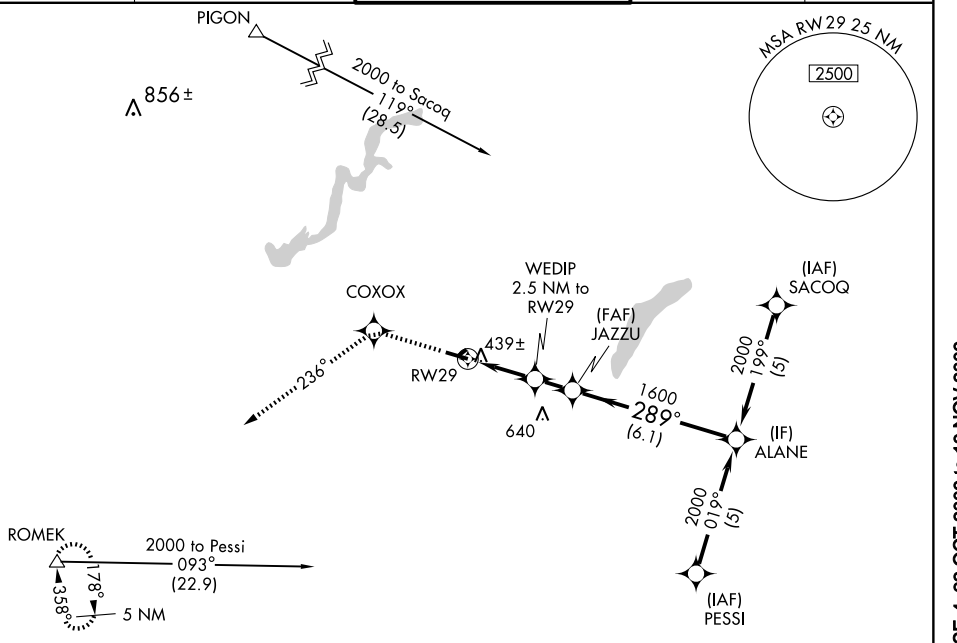 PIGON
2000 to Sacoq
119°
(28.5)
856±
MSA RW29 25 NM
2500
COXOX
WEDIP
2.5 NM to
RW29
(FAF)
JAZZU
(IAF)
SACOQ
439±
RW29
236°
640
1600
289°
(6.1)
2000
199°
(5)
(IF)
ALANE
2000
019°
(5)
(IAF)
PESSI
ROMEK
2000 to Pessi
093°
(22.9)
178°
358°
5 NM